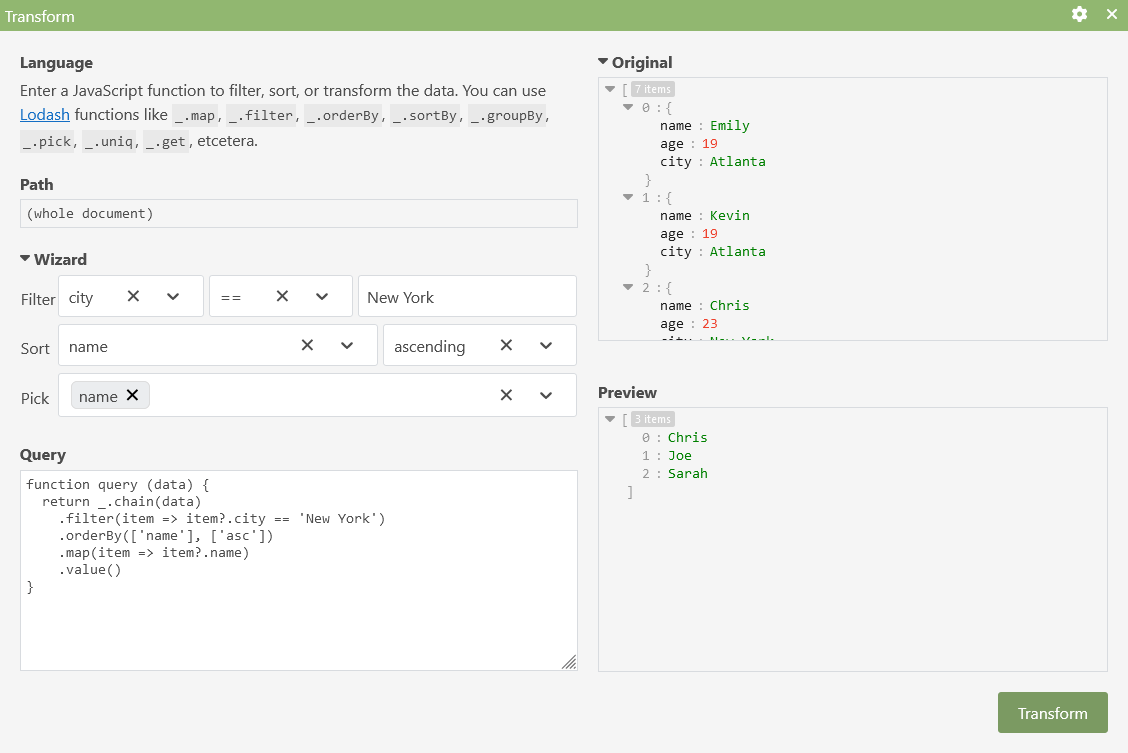 Transform
Language
Enter a JavaScript function to filter, sort, or transform the data. You can use
Lodash functions like _.map, _.filter, _.orderBy, _.sortBy, _.groupBy,
_.pick, _.uniq, _.get, etcetera.
Path
(whole document)
Wizard
Filter city == New York
Sort name ascending
Pick name
Query
function query (data) {
  return _.chain(data)
    .filter(item => item?.city == 'New York')
    .orderBy(['name'], ['asc'])
    .map(item => item?.name)
    .value()
}
Original
[ 7 items
0 : {
name : Emily
age : 19
city : Atlanta
}
1 : {
name : Kevin
age : 19
city : Atlanta
}
2 : {
name : Chris
age : 23
city : New York
Preview
[ 3 items
0 : Chris
1 : Joe
2 : Sarah
]
Transform